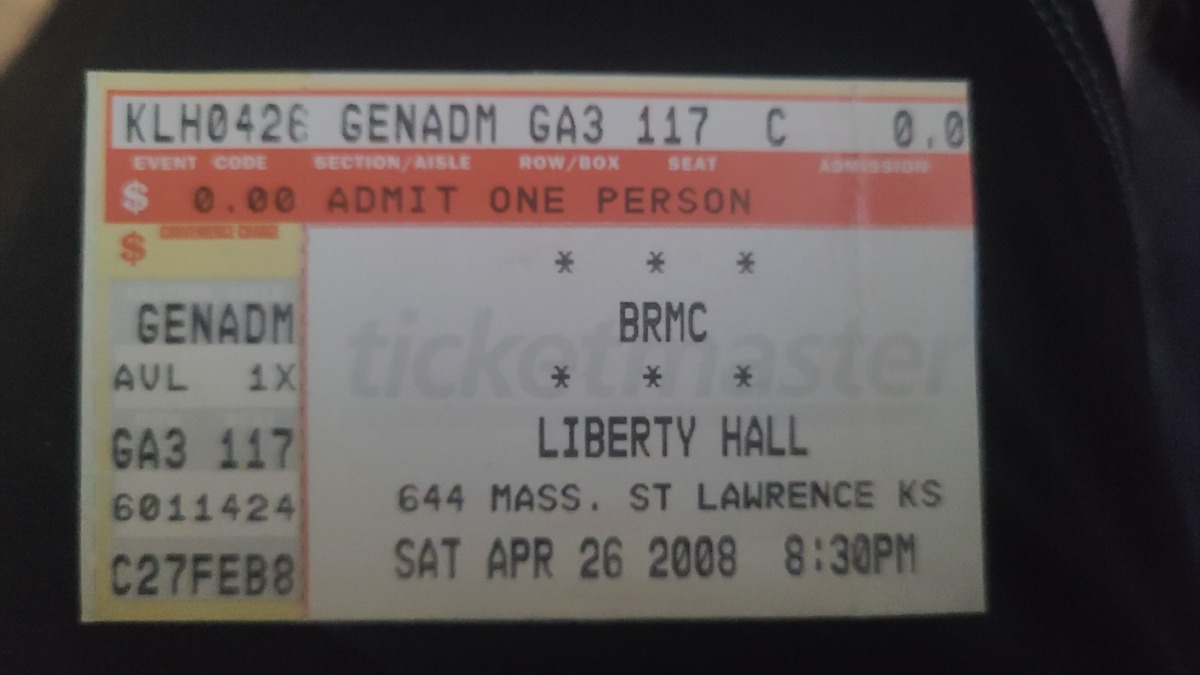 KLH0426 GENADM GA3 117 C 0.0
EVENT CODE SECTION/AISLE ROW/BOX SEAT ADMISSION
$ 0.00 ADMIT ONE PERSON
$ CONVENIENCE CHARGE
* * *
BRMC
ticketmaster
* * *
LIBERTY HALL
644 MASS. ST LAWRENCE KS
SAT APR 26 2008 8:30PM
GENADM
AVL 1X
GA3 117
6011424
C27FEB8